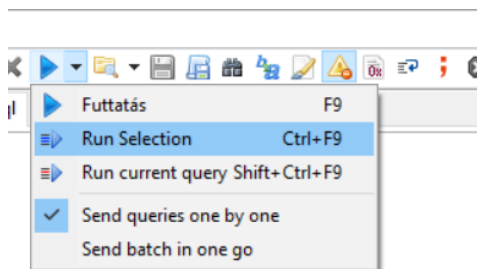 Futtatás F9
Run Selection Ctrl+F9
Run current query Shift+Ctrl+F9
Send queries one by one
Send batch in one go